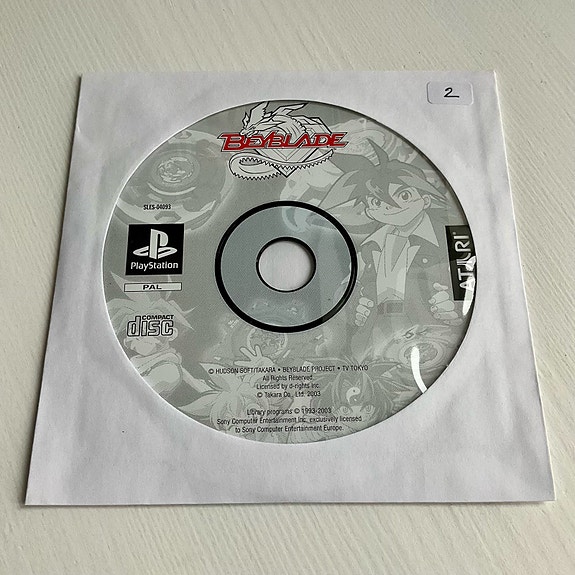 2
BEYBLADE
SLES-04093
PlayStation
PAL
ATARI
COMPACT
disc
© HUDSON SOFT/TAKARA • BEYBLADE PROJECT • TV TOKYO
All Rights Reserved.
Licensed by d-rights inc.
© Takara Co., Ltd. 2003
Library programs © 1993-2003
Sony Computer Entertainment Inc. exclusively licensed
to Sony Computer Entertainment Europe.